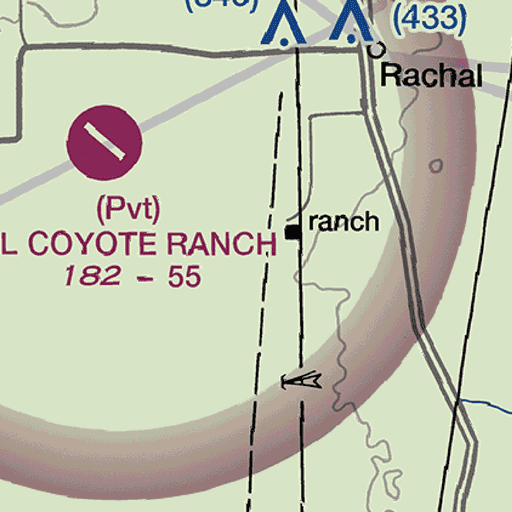 (433)
Rachal
(Pvt)
ranch
L COYOTE RANCH
182 - 55